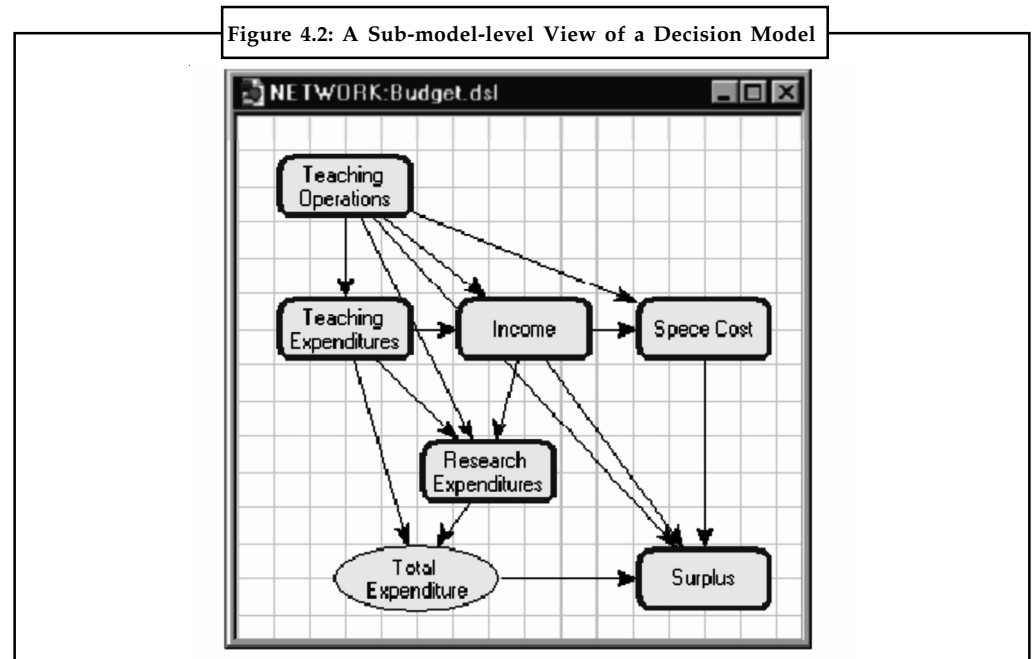 Figure 4.2: A Sub-model-level View of a Decision Model
NETWORK:Budget.dsl
Teaching
Operations
Teaching
Expenditures
Income
Spece Cost
Research
Expenditures
Total
Expenditure
Surplus